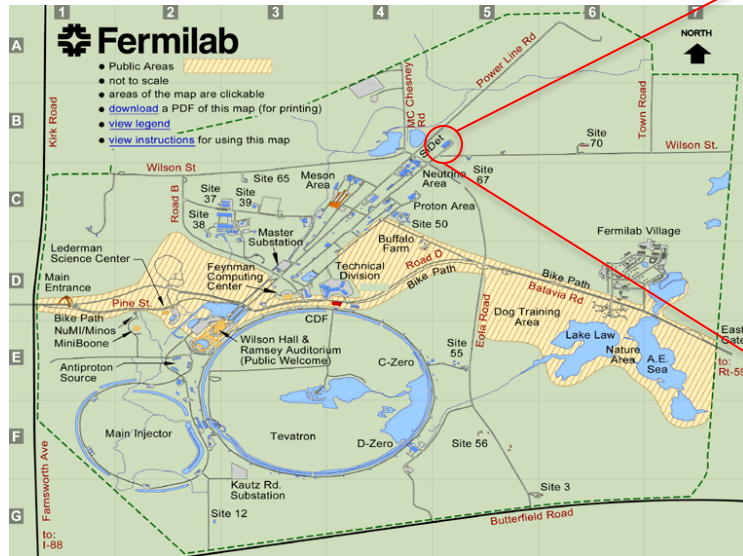 1
2
3
4
5
6
7
A
B
C
D
E
F
G
Fermilab
• Public Areas
• not to scale
• areas of the map are clickable
• download a PDF of this map (for printing)
• view legend
• view instructions for using this map
NORTH
Kirk Road
Power Line Rd
MC Chesney
Rd
Town Road
Site
70
SiDet
Wilson St
Wilson St.
Site 65
Meson
Area
Neutrino
Area
Site
67
Road B
Site
37
Site
39
Site
38
Proton Area
Site 50
Master
Substation
Buffalo
Farm
Fermilab Village
Lederman
Science Center
Feynman
Computing
Center
Technical
Division
Road D
Bike Path
Main
Entrance
Pine St.
Bike Path
Batavia Rd
Eola Road
Dog Training
Area
Bike Path
NuMI/Minos
MiniBoone
CDF
Wilson Hall &
Ramsey Auditorium
(Public Welcome)
Lake Law
Nature
Area
A.E.
Sea
East
Gate
to:
Rt-59
Antiproton
Source
C-Zero
Site
55
Main Injector
Tevatron
D-Zero
Site 56
Kautz Rd.
Substation
Site 3
Site 12
Farnsworth Ave
to:
I-88
Butterfield Road